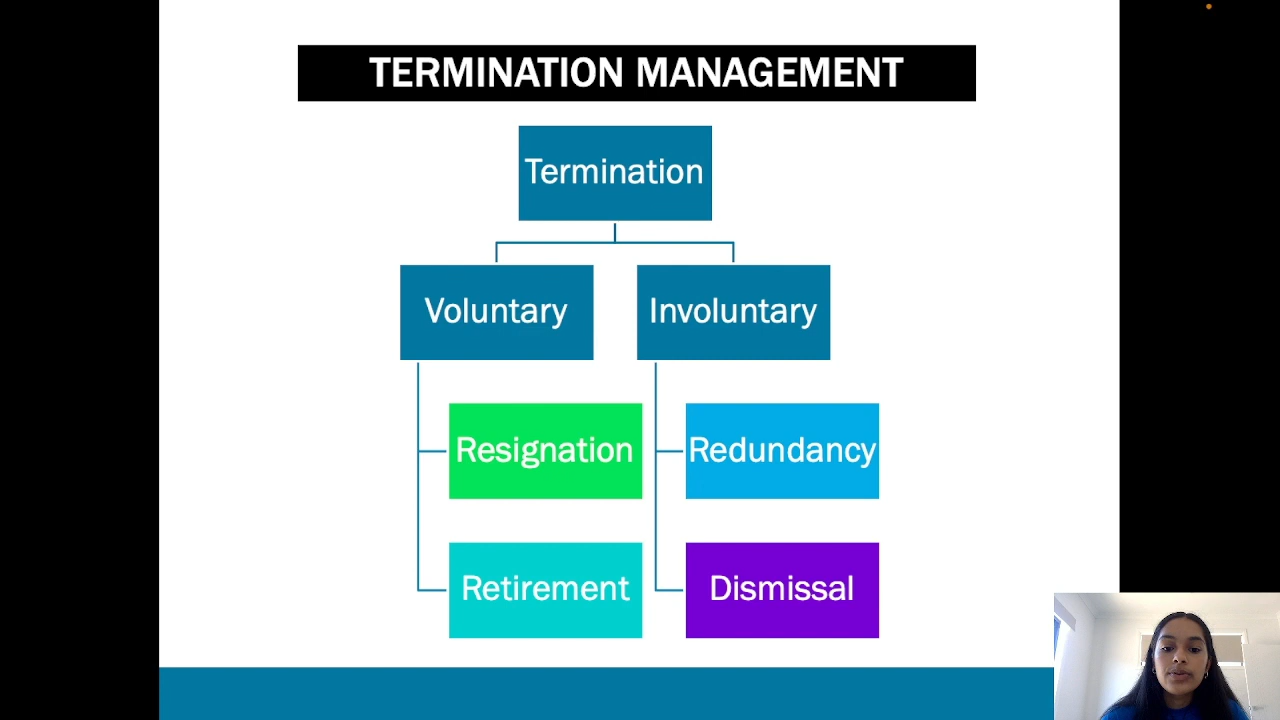 TERMINATION MANAGEMENT
Termination
Voluntary
Involuntary
Resignation
Redundancy
Retirement
Dismissal